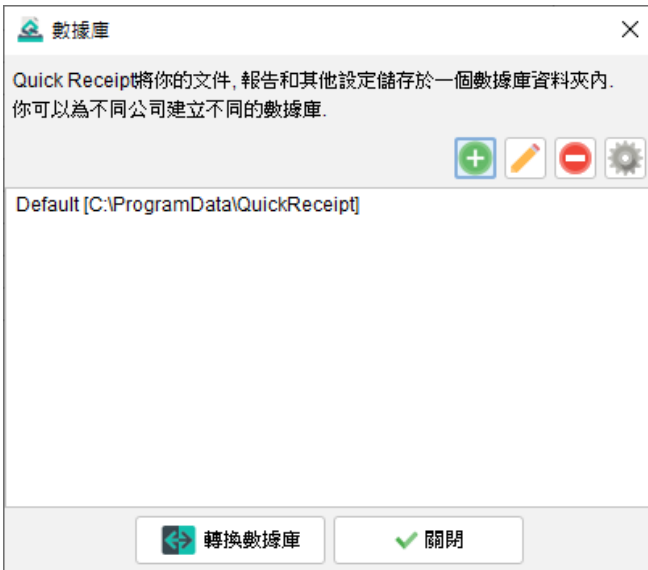 數據庫
Quick Receipt將你的文件, 報告和其他設定儲存於一個數據庫資料夾內.
你可以為不同公司建立不同的數據庫.
Default [C:\ProgramData\QuickReceipt]
轉換數據庫
關閉